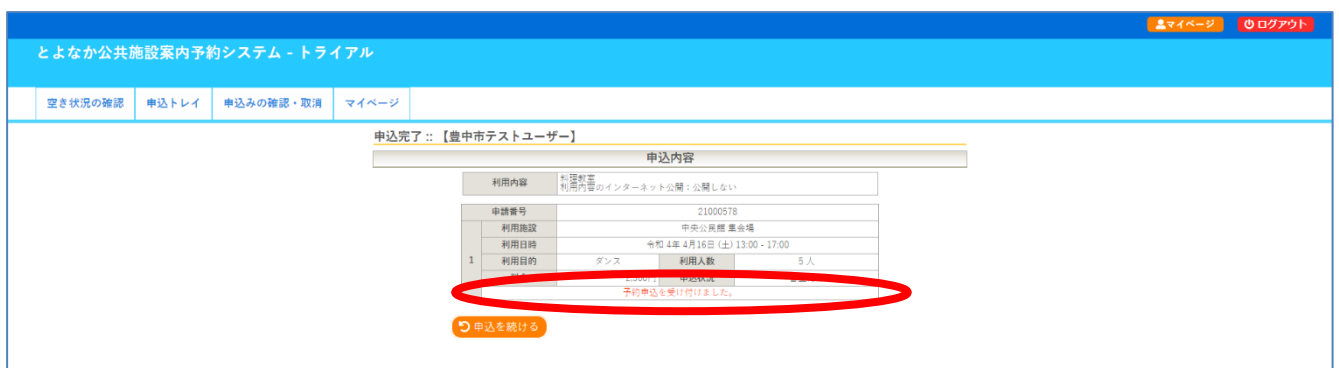 マイページ ログアウト
とよなか公共施設案内予約システム - トライアル
空き状況の確認 申込トレイ 申込みの確認・取消 マイページ
申込完了 :: 【豊中市テストユーザー】
申込内容
利用内容 料理教室
利用内容のインターネット公開：公開しない
申請番号 21000578
利用施設 中央公民館 集会場
利用日時 令和 4年 4月16日 (土) 13:00 - 17:00
1 利用目的 ダンス 利用人数 5 人
申込状況
予約申込を受け付けました。
申込を続ける